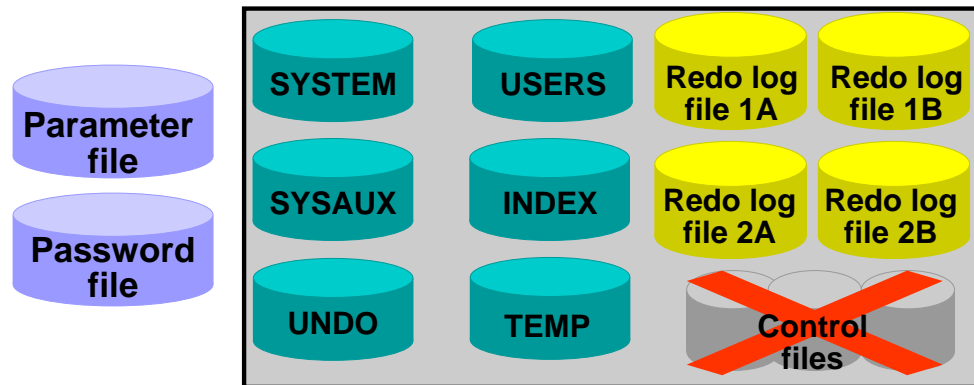 Parameter
file
Password
file
SYSTEM
USERS
Redo log
file 1A
Redo log
file 1B
SYSAUX
INDEX
Redo log
file 2A
Redo log
file 2B
UNDO
TEMP
Control
files